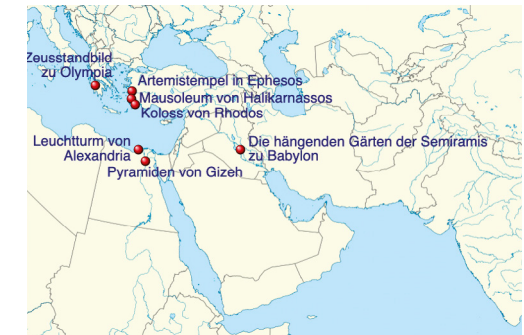 Zeusstandbild
zu Olympia
Artemistempel in Ephesos
Mausoleum von Halikarnassos
Koloss von Rhodos
Leuchtturm von
Alexandria
Die hängenden Gärten der Semiramis
zu Babylon
Pyramiden von Gizeh